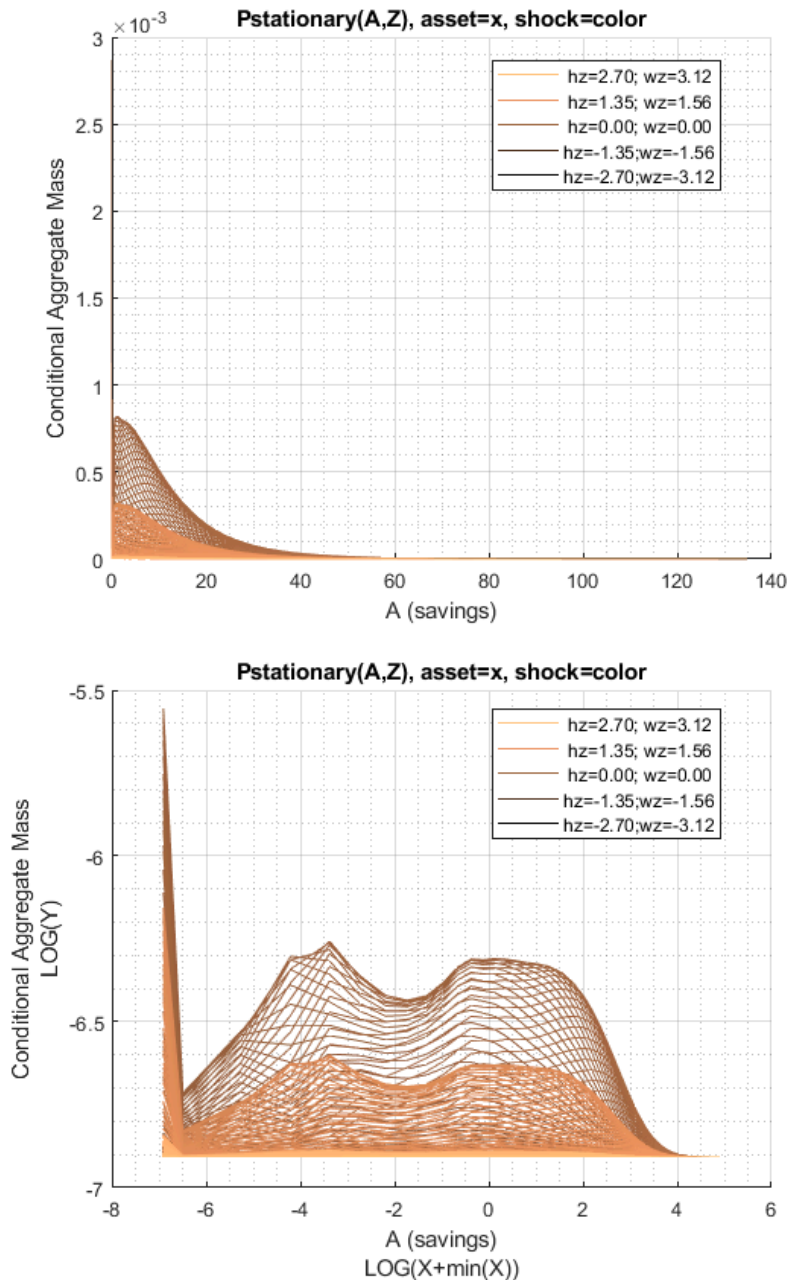 Pstationary(A,Z), asset=x, shock=color
×10⁻³
3
2.5
2
1.5
1
0.5
0
Conditional Aggregate Mass
hz=2.70; wz=3.12
hz=1.35; wz=1.56
hz=0.00; wz=0.00
hz=-1.35;wz=-1.56
hz=-2.70;wz=-3.12
0 20 40 60 80 100 120 140
A (savings)
Pstationary(A,Z), asset=x, shock=color
-5.5
-6
-6.5
-7
Conditional Aggregate Mass
LOG(Y)
hz=2.70; wz=3.12
hz=1.35; wz=1.56
hz=0.00; wz=0.00
hz=-1.35;wz=-1.56
hz=-2.70;wz=-3.12
-8 -6 -4 -2 0 2 4 6
A (savings)
LOG(X+min(X))